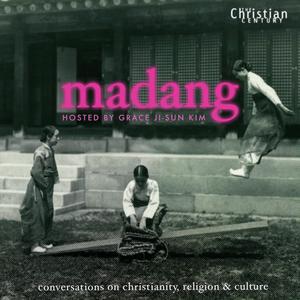 The
Christian
CENTURY
madang
HOSTED BY GRACE JI-SUN KIM
conversations on christianity, religion & culture